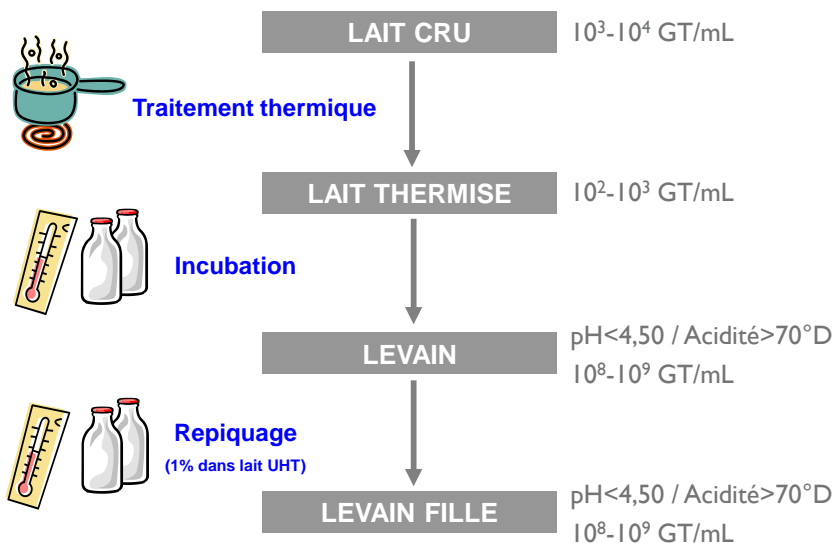 LAIT CRU
10³-10⁴ GT/mL
Traitement thermique
LAIT THERMISE
10²-10³ GT/mL
Incubation
LEVAIN
pH<4,50 / Acidité>70°D
10⁸-10⁹ GT/mL
Repiquage
(1% dans lait UHT)
LEVAIN FILLE
pH<4,50 / Acidité>70°D
10⁸-10⁹ GT/mL